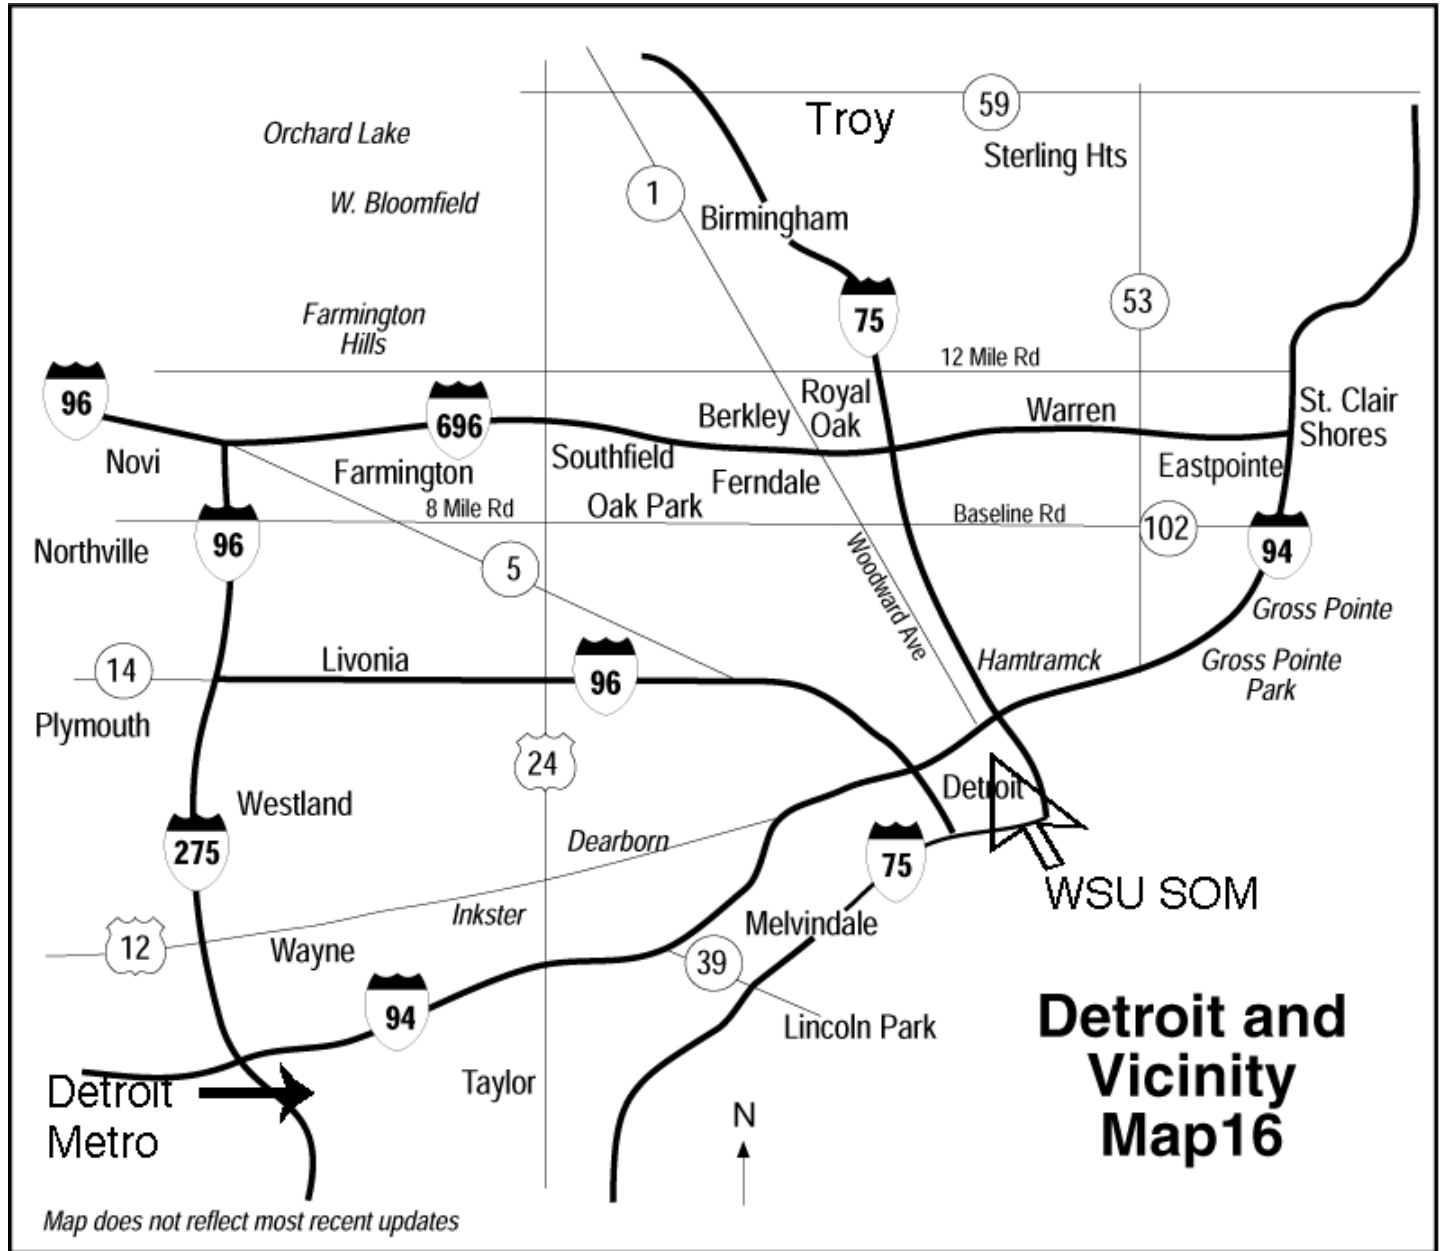 59
Troy
Orchard Lake
Sterling Hts
1
W. Bloomfield
Birmingham
53
Farmington
Hills
75
12 Mile Rd
96
Royal
Oak
696
Berkley
Warren
St. Clair
Shores
Novi
Farmington
Southfield
Ferndale
Eastpointe
8 Mile Rd
Oak Park
Baseline Rd
102
Northville
96
94
5
Woodward Ave
Gross Pointe
14
Livonia
96
Hamtramck
Gross Pointe
Park
Plymouth
24
Westland
Detroit
Dearborn
275
75
WSU SOM
Inkster
Melvindale
12
Wayne
39
94
Lincoln Park
Detroit and
Vicinity
Map16
Detroit
Metro
Taylor
N
Map does not reflect most recent updates